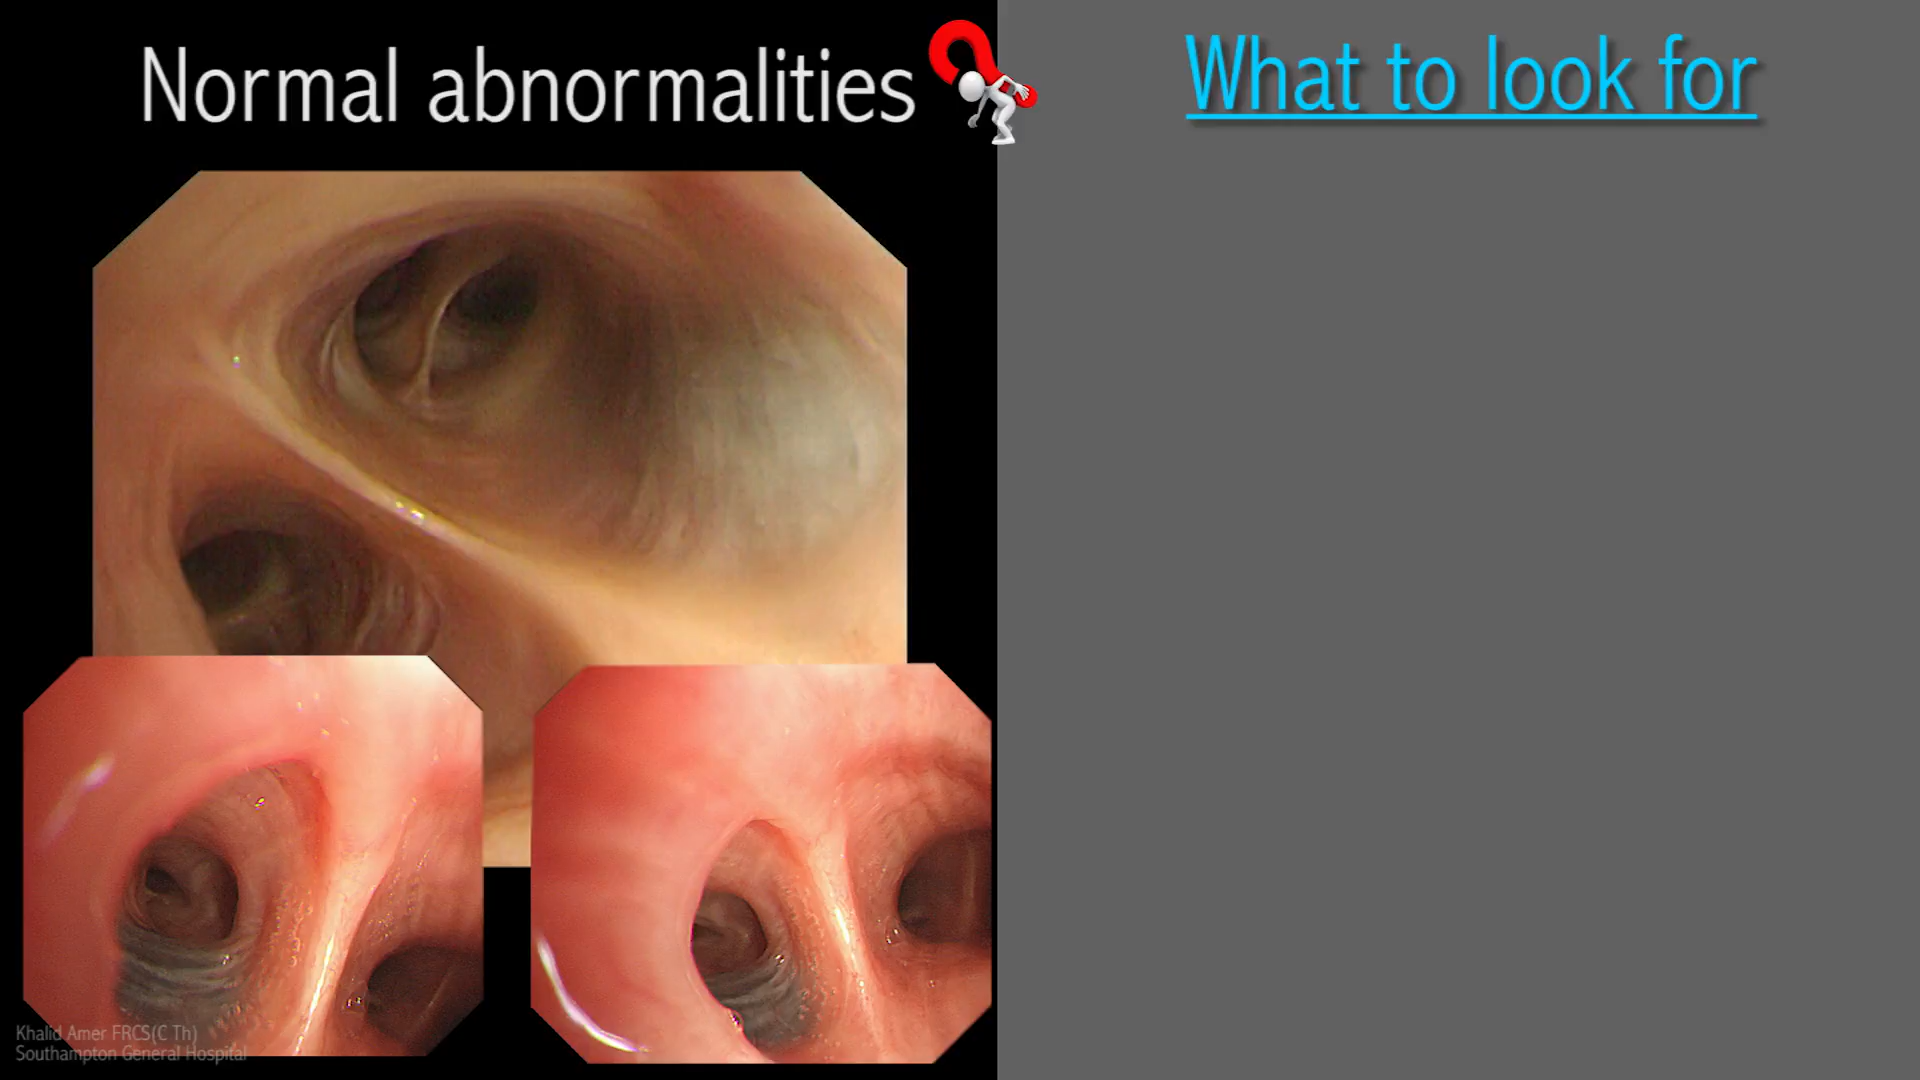 Normal abnormalities
What to look for
Khalid Amer FRCS(C Th)
Southampton General Hospital